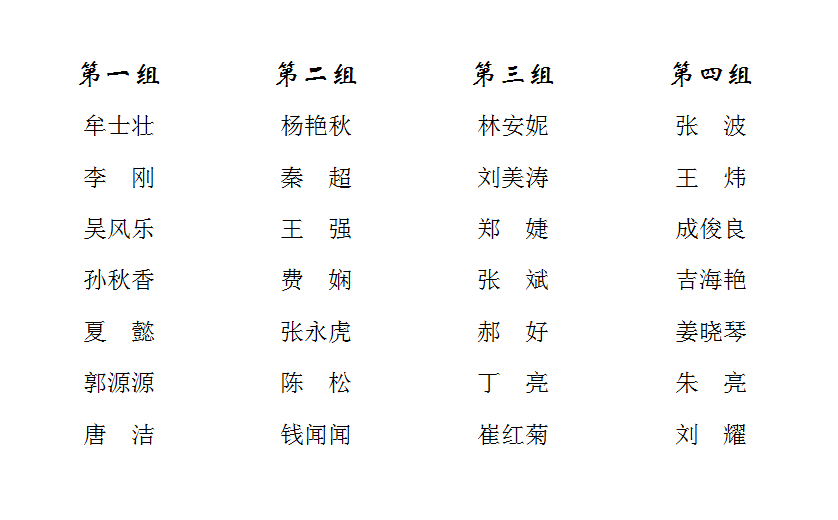 第一组 第二组 第三组 第四组
牟士壮 杨艳秋 林安妮 张　波
李　刚 秦　超 刘美涛 王　炜
吴风乐 王　强 郑　婕 成俊良
孙秋香 费　娴 张　斌 吉海艳
夏　懿 张永虎 郝　好 姜晓琴
郭源源 陈　松 丁　亮 朱　亮
唐　洁 钱闻闻 崔红菊 刘　耀